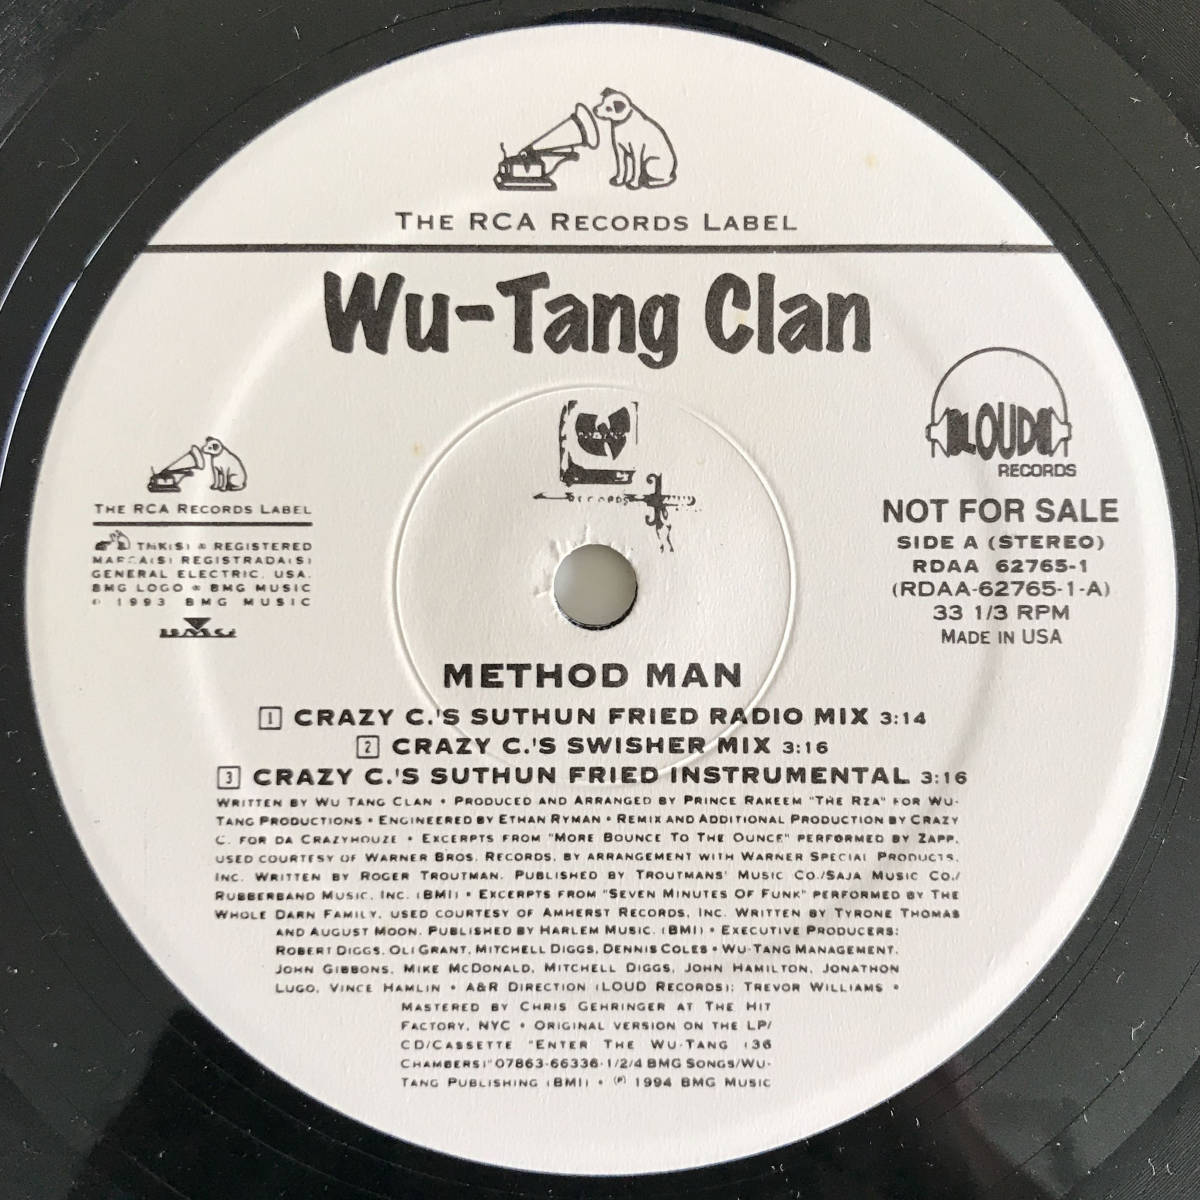 THE RCA RECORDS LABEL
Wu-Tang Clan
LOUD
RECORDS
THE RCA RECORDS LABEL
TMK(S) ® REGISTERED
MARCA(S) REGISTRADA(S)
GENERAL ELECTRIC, USA.
BMG LOGO ® BMG MUSIC
© 1993 BMG MUSIC
BMG
RECORDS
NOT FOR SALE
SIDE A (STEREO)
RDAA 62765-1
(RDAA-62765-1-A)
33 1/3 RPM
MADE IN USA
METHOD MAN
1 CRAZY C.'S SUTHUN FRIED RADIO MIX 3:14
2 CRAZY C.'S SWISHER MIX 3:16
3 CRAZY C.'S SUTHUN FRIED INSTRUMENTAL 3:16
WRITTEN BY WU TANG CLAN • PRODUCED AND ARRANGED BY PRINCE RAKEEM "THE RZA" FOR WU-
TANG PRODUCTIONS • ENGINEERED BY ETHAN RYMAN • REMIX AND ADDITIONAL PRODUCTION BY CRAZY
C. FOR DA CRAZYHOUZE • EXCERPTS FROM "MORE BOUNCE TO THE OUNCE" PERFORMED BY ZAPP,
USED COURTESY OF WARNER BROS. RECORDS, BY ARRANGEMENT WITH WARNER SPECIAL PRODUCTS,
INC. WRITTEN BY ROGER TROUTMAN. PUBLISHED BY TROUTMANS' MUSIC CO./SAJA MUSIC CO./
RUBBERBAND MUSIC, INC. (BMI) • EXCERPTS FROM "SEVEN MINUTES OF FUNK" PERFORMED BY THE
WHOLE DARN FAMILY, USED COURTESY OF AMHERST RECORDS, INC. WRITTEN BY TYRONE THOMAS
AND AUGUST MOON. PUBLISHED BY HARLEM MUSIC. (BMI) • EXECUTIVE PRODUCERS:
ROBERT DIGGS, OLI GRANT, MITCHELL DIGGS, DENNIS COLES • WU-TANG MANAGEMENT.
JOHN GIBBONS, MIKE MCDONALD, MITCHELL DIGGS, JOHN HAMILTON, JONATHON
LUGO, VINCE HAMLIN • A&R DIRECTION (LOUD RECORDS): TREVOR WILLIAMS •
MASTERED BY CHRIS GEHRINGER AT THE HIT
FACTORY, NYC • ORIGINAL VERSION ON THE LP/
CD/CASSETTE "ENTER THE WU-TANG (36
CHAMBERS)" 07863-66336-1/2/4 BMG SONGS/WU-
TANG PUBLISHING (BMI) • ℗ 1994 BMG MUSIC